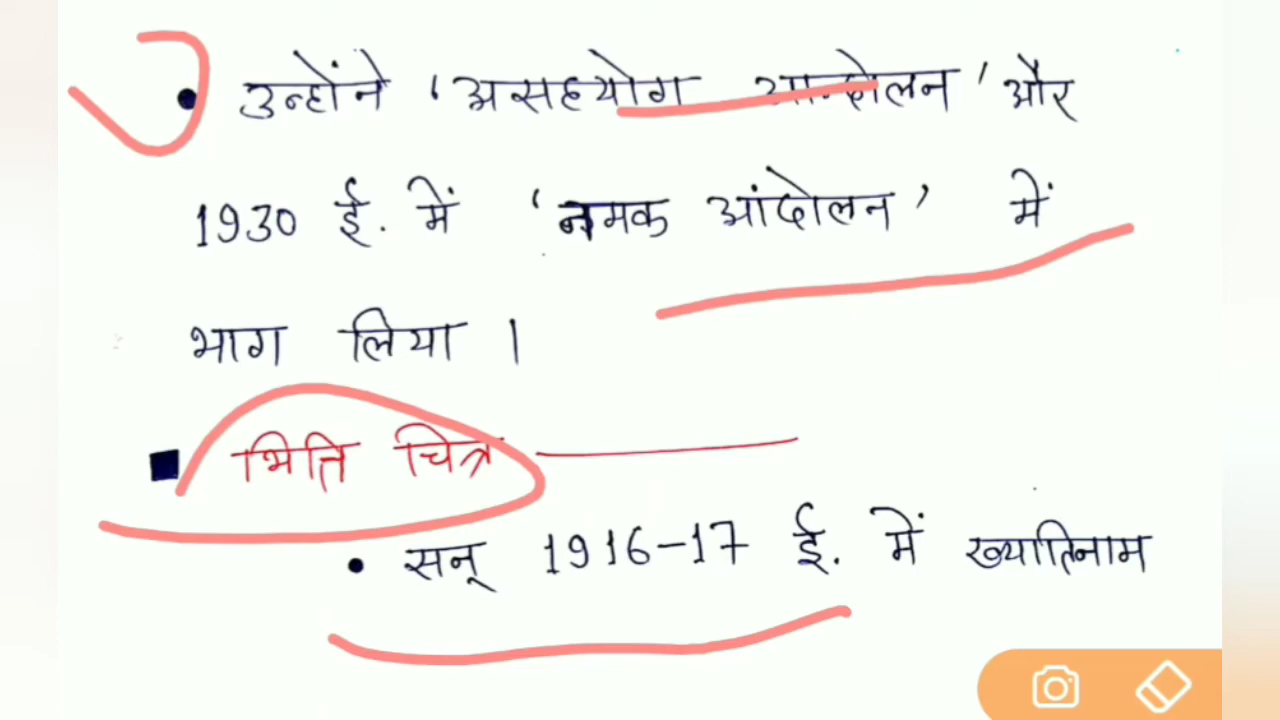 • उन्होंने 'असहयोग आन्दोलन' और
1930 ई. में 'नमक आंदोलन' में
भाग लिया |
■ भित्ति चित्र —
• सन् 1916-17 ई. में ख्यातिनाम